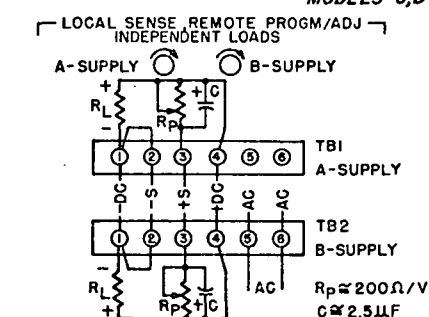 MODELS C,D
LOCAL SENSE, REMOTE PROGM/ADJ
INDEPENDENT LOADS
A-SUPPLY B-SUPPLY
+ + C
RL RP
-
1 2 3 4 5 6 TB1
A-SUPPLY
-DC -S +S +DC AC AC
1 2 3 4 5 6 TB2
B-SUPPLY
-
RL RP + C AC RP≅200Ω/V
+ C≅2.5μF